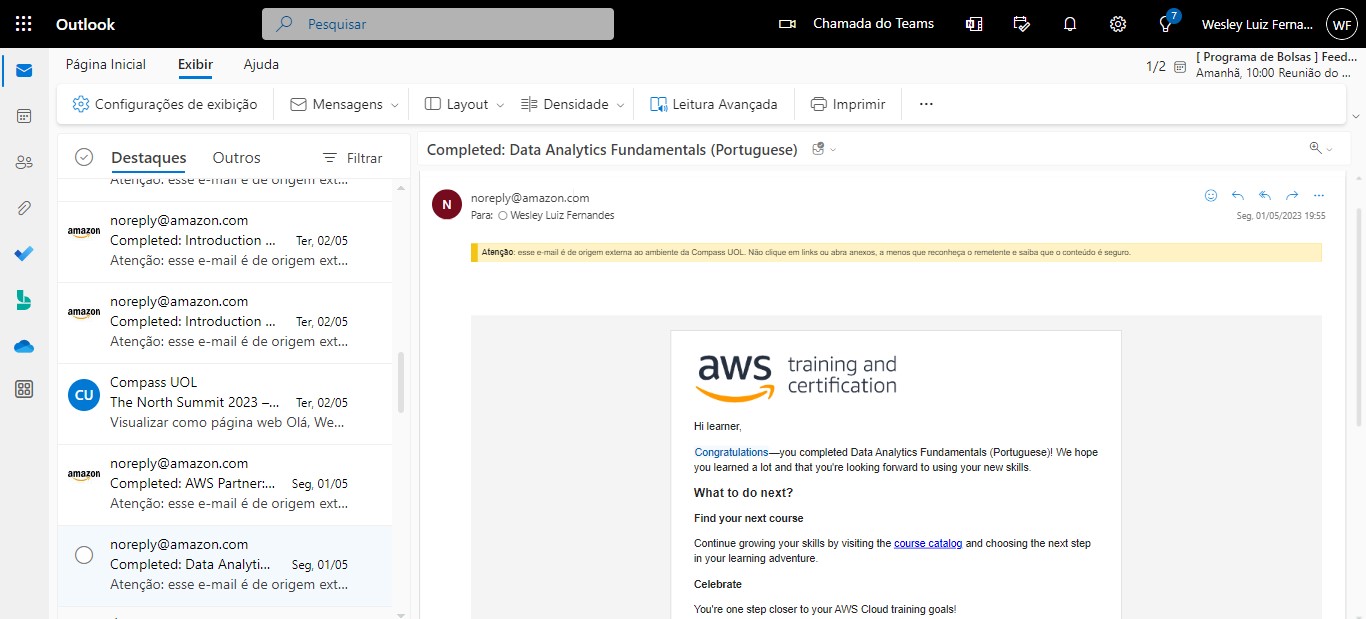 Outlook
Pesquisar
Chamada do Teams
7
Wesley Luiz Ferna...
WF
Página Inicial
Exibir
Ajuda
1/2
[ Programa de Bolsas ] Feed...
Amanhã, 10:00 Reunião do ...
Configurações de exibição
Mensagens
Layout
Densidade
Leitura Avançada
Imprimir
...
Destaques
Outros
Filtrar
Atenção: esse e-mail é de origem ext...
amazon
noreply@amazon.com
Completed: Introduction ... Ter, 02/05
Atenção: esse e-mail é de origem ext...
amazon
noreply@amazon.com
Completed: Introduction ... Ter, 02/05
Atenção: esse e-mail é de origem ext...
CU
Compass UOL
The North Summit 2023 –... Ter, 02/05
Visualizar como página web Olá, We...
amazon
noreply@amazon.com
Completed: AWS Partner:... Seg, 01/05
Atenção: esse e-mail é de origem ext...
noreply@amazon.com
Completed: Data Analyti... Seg, 01/05
Atenção: esse e-mail é de origem ext...
Completed: Data Analytics Fundamentals (Portuguese)
N
noreply@amazon.com
Para: Wesley Luiz Fernandes
Seg, 01/05/2023 19:55
Atenção: esse e-mail é de origem externa ao ambiente da Compass UOL. Não clique em links ou abra anexos, a menos que reconheça o remetente e saiba que o conteúdo é seguro.
aws training and
certification
Hi learner,
Congratulations—you completed Data Analytics Fundamentals (Portuguese)! We hope
you learned a lot and that you're looking forward to using your new skills.
What to do next?
Find your next course
Continue growing your skills by visiting the course catalog and choosing the next step
in your learning adventure.
Celebrate
You're one step closer to your AWS Cloud training goals!